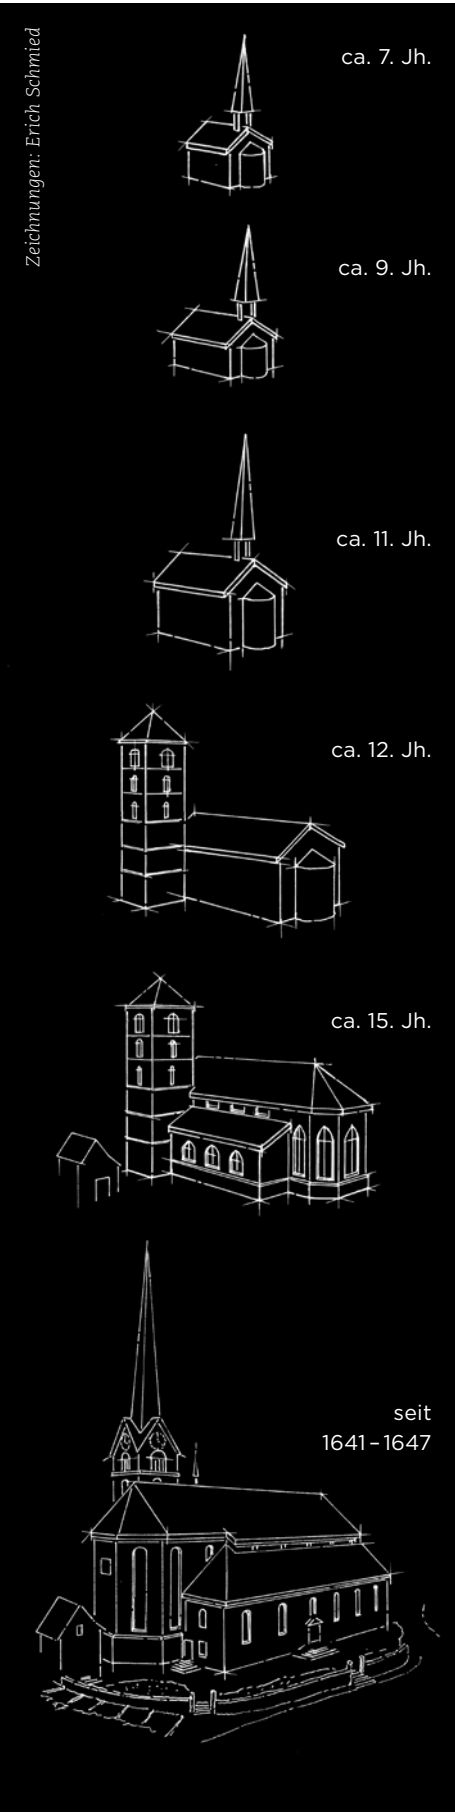 Zeichnungen: Erich Schmied
ca. 7. Jh.
ca. 9. Jh.
ca. 11. Jh.
ca. 12. Jh.
ca. 15. Jh.
seit
1641–1647